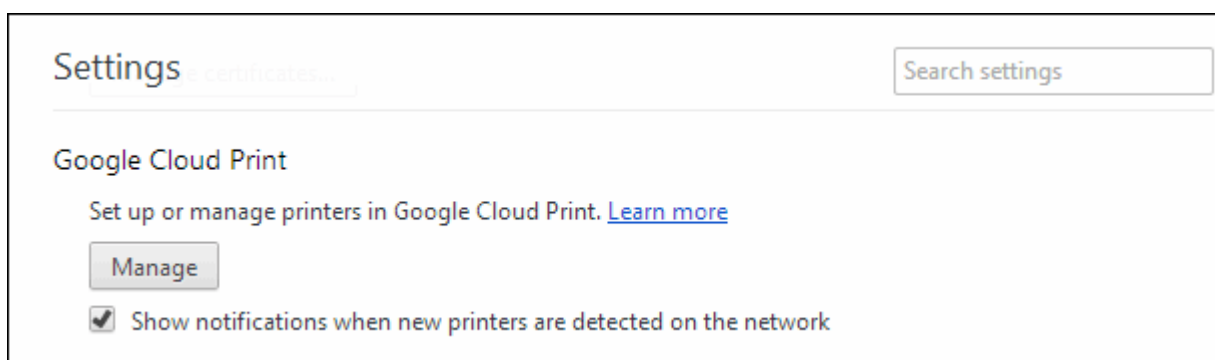 Settings
Search settings
e certificates...
Google Cloud Print
Set up or manage printers in Google Cloud Print. Learn more
Manage
Show notifications when new printers are detected on the network